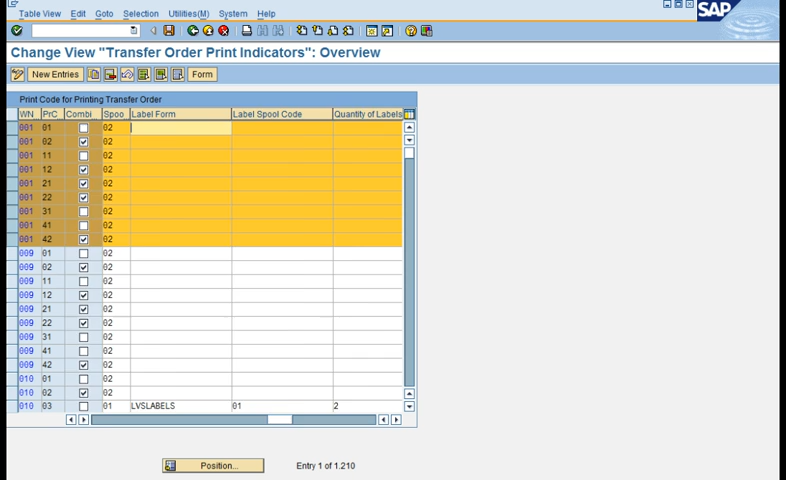 Table View Edit Goto Selection Utilities(M) System Help
SAP
Change View "Transfer Order Print Indicators": Overview
New Entries Form
Print Code for Printing Transfer Order
WN PrC Combi Spoo Label Form Label Spool Code Quantity of Labels
001 01 02
001 02 02
001 11 02
001 12 02
001 21 02
001 22 02
001 31 02
001 41 02
001 42 02
009 01 02
009 02 02
009 11 02
009 12 02
009 21 02
009 22 02
009 31 02
009 41 02
009 42 02
010 01 02
010 02 02
010 03 01 LVSLABELS 01 2
Position... Entry 1 of 1.210